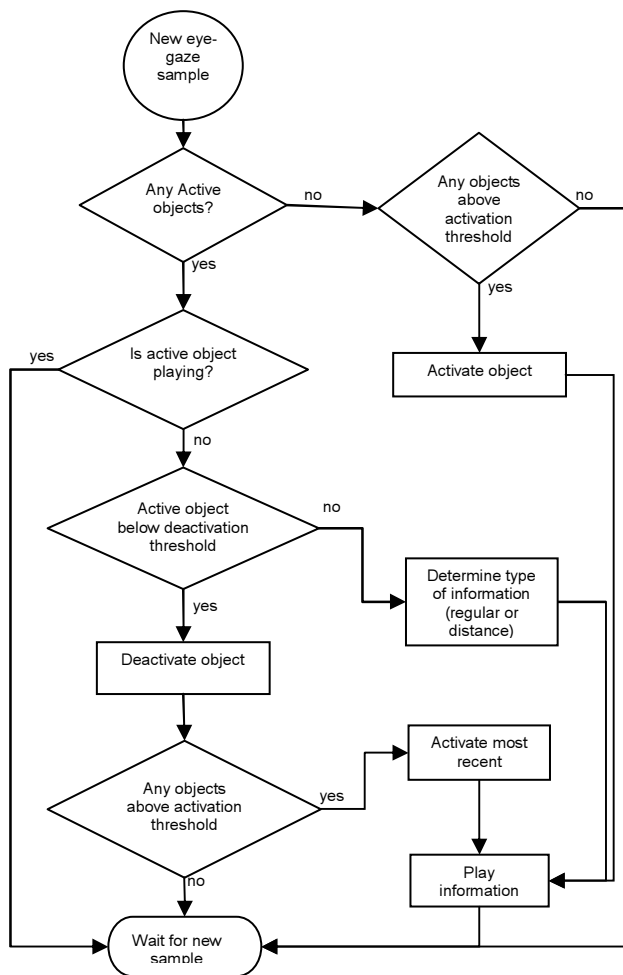 New eye-
gaze
sample
Any Active
objects?
no
Any objects
above
activation
threshold
no
yes
yes
Is active object
playing?
yes
Activate object
no
Active object
below deactivation
threshold
no
Determine type
of information
(regular or
distance)
yes
Deactivate object
Activate most
recent
Any objects
above activation
threshold
yes
Play
information
no
Wait for new
sample